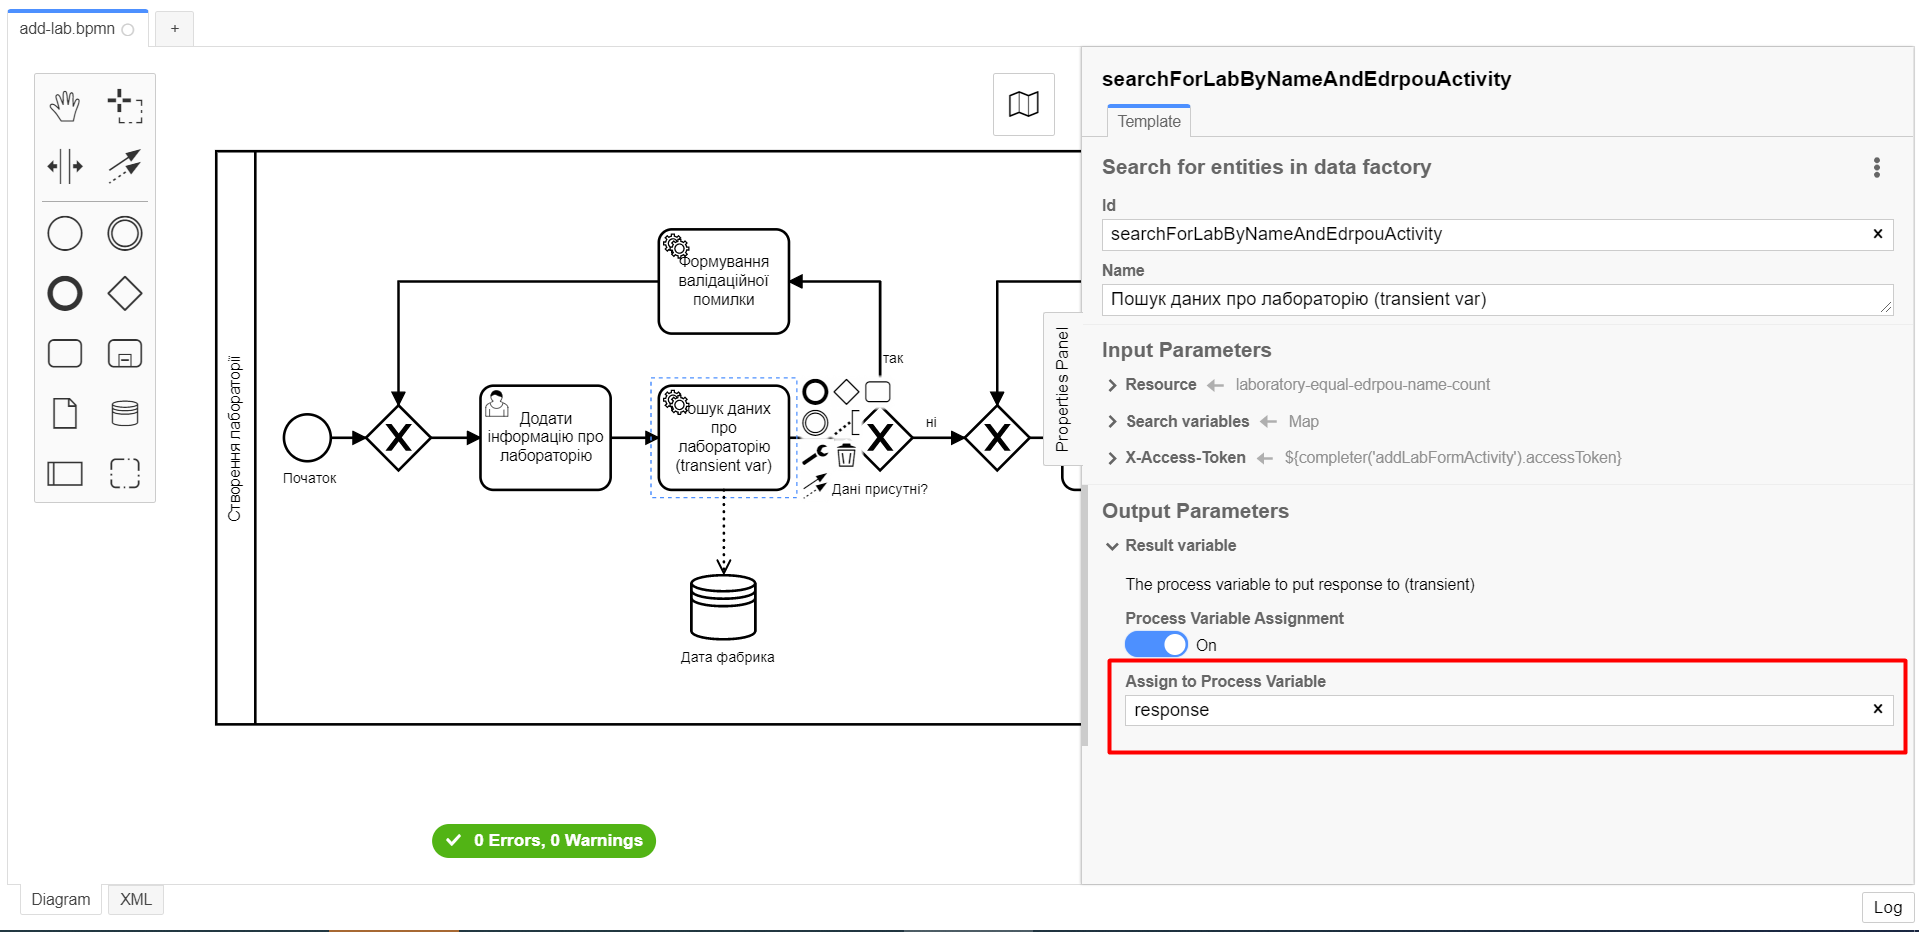 add-lab.bpmn
+
Створення лабораторії
Початок
Додати
інформацію про
лабораторію
Формування
валідаційної
помилки
ошук даних
про
лабораторію
(transient var)
так
ні
Дані присутні?
Дата фабрика
0 Errors, 0 Warnings
Properties Panel
searchForLabByNameAndEdrpouActivity
Template
Search for entities in data factory
Id
searchForLabByNameAndEdrpouActivity
Name
Пошук даних про лабораторію (transient var)
Input Parameters
Resource laboratory-equal-edrpou-name-count
Search variables Map
X-Access-Token ${completer('addLabFormActivity').accessToken}
Output Parameters
Result variable
The process variable to put response to (transient)
Process Variable Assignment
On
Assign to Process Variable
response
Diagram
XML
Log